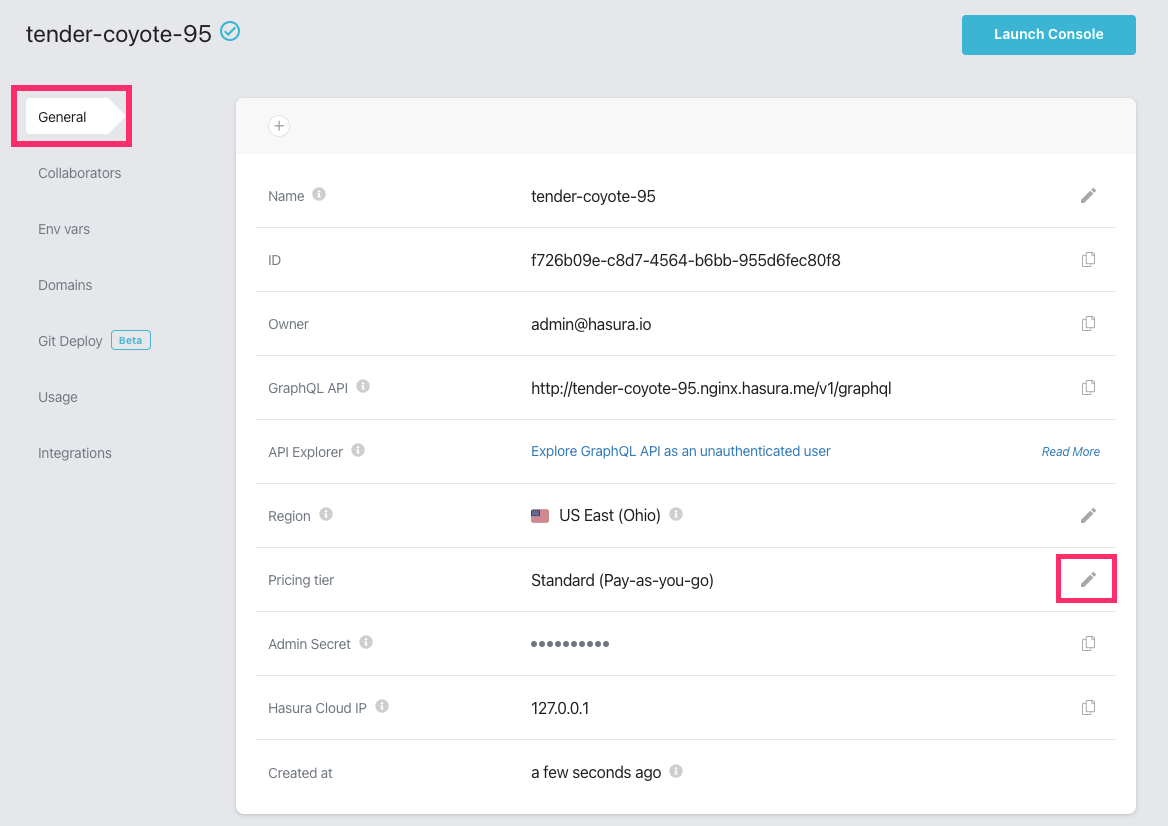 tender-coyote-95
Launch Console
General
Collaborators
Env vars
Domains
Git Deploy Beta
Usage
Integrations
Name tender-coyote-95
ID f726b09e-c8d7-4564-b6bb-955d6fec80f8
Owner admin@hasura.io
GraphQL API http://tender-coyote-95.nginx.hasura.me/v1/graphql
API Explorer Explore GraphQL API as an unauthenticated user Read More
Region US East (Ohio)
Pricing tier Standard (Pay-as-you-go)
Admin Secret ••••••••••
Hasura Cloud IP 127.0.0.1
Created at a few seconds ago